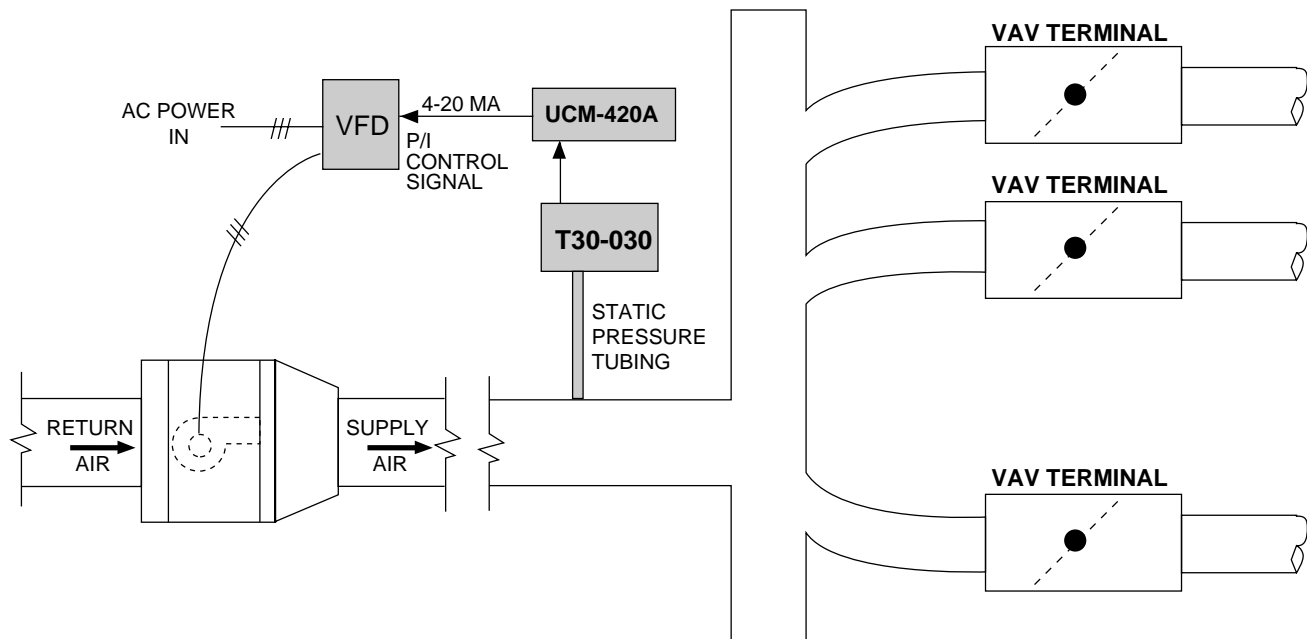 VAV TERMINAL
AC POWER
IN
VFD
4-20 MA
P/I
CONTROL
SIGNAL
UCM-420A
T30-030
STATIC
PRESSURE
TUBING
VAV TERMINAL
RETURN
AIR
SUPPLY
AIR
VAV TERMINAL